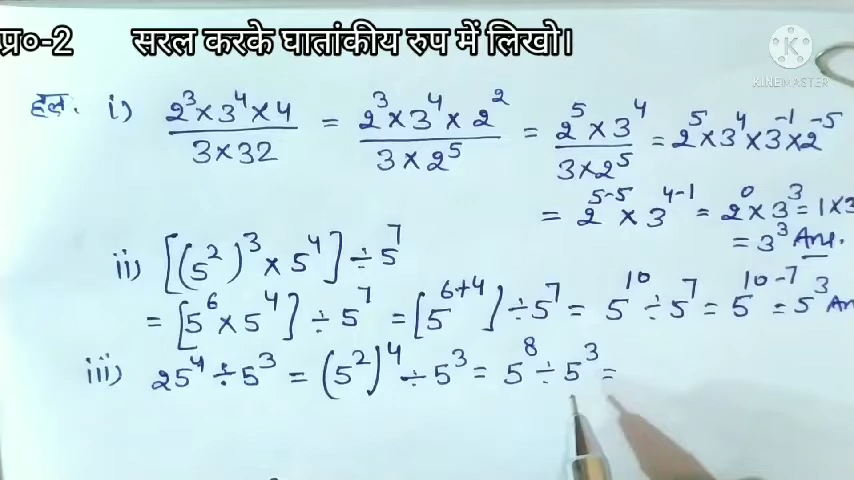 प्र०-2 सरल करके घातांकीय रुप में लिखो।
KINEMASTER
हल. i) (2³×3⁴×4)/(3×32) = (2³×3⁴×2²)/(3×2⁵) = (2⁵×3⁴)/(3×2⁵) = 2⁵×3⁴×3⁻¹×2⁻⁵
= 2⁵⁻⁵ × 3⁴⁻¹ = 2⁰×3³ = 1×3
= 3³ Ans.
ii) [(5²)³×5⁴]÷5⁷
= [5⁶×5⁴]÷5⁷ = [5⁶⁺⁴]÷5⁷ = 5¹⁰÷5⁷ = 5¹⁰⁻⁷ = 5³ An
iii) 25⁴÷5³ = (5²)⁴÷5³ = 5⁸÷5³ =